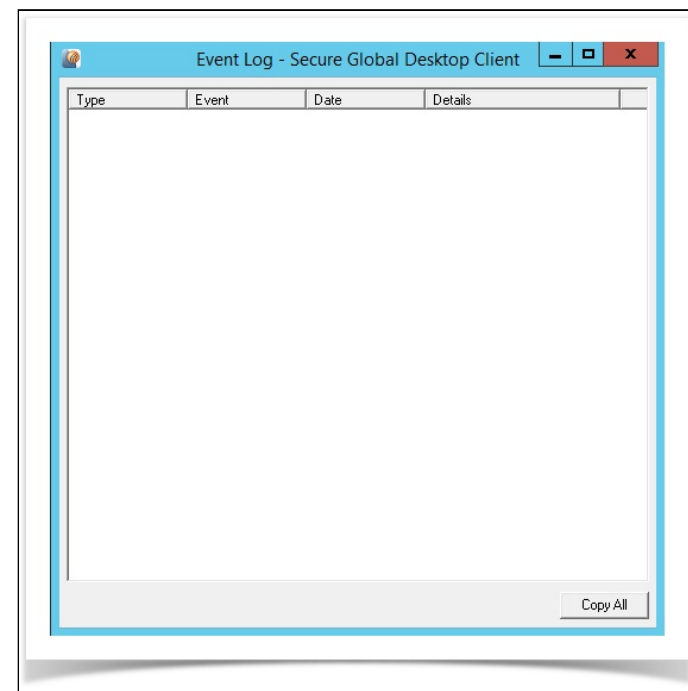 Event Log - Secure Global Desktop Client
Type Event Date Details
Copy All